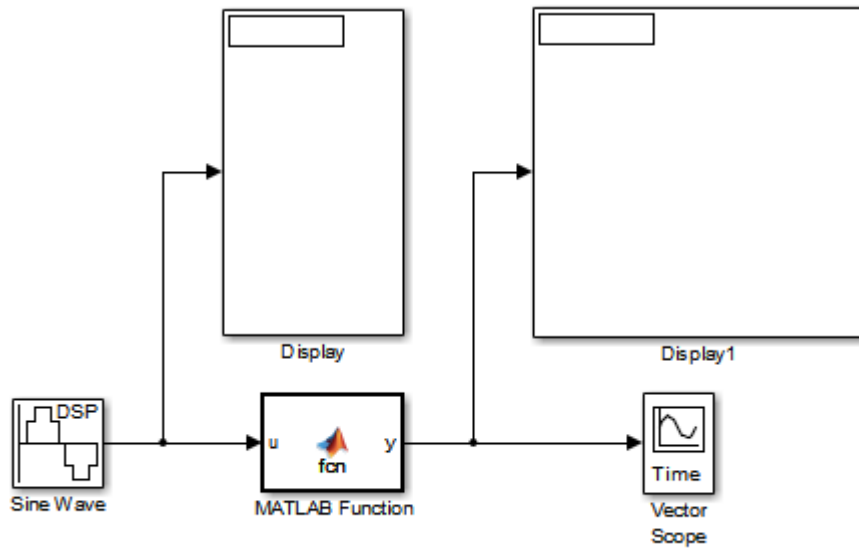 Display
Display1
DSP
Sine Wave
u
fcn
y
MATLAB Function
Time
Vector
Scope